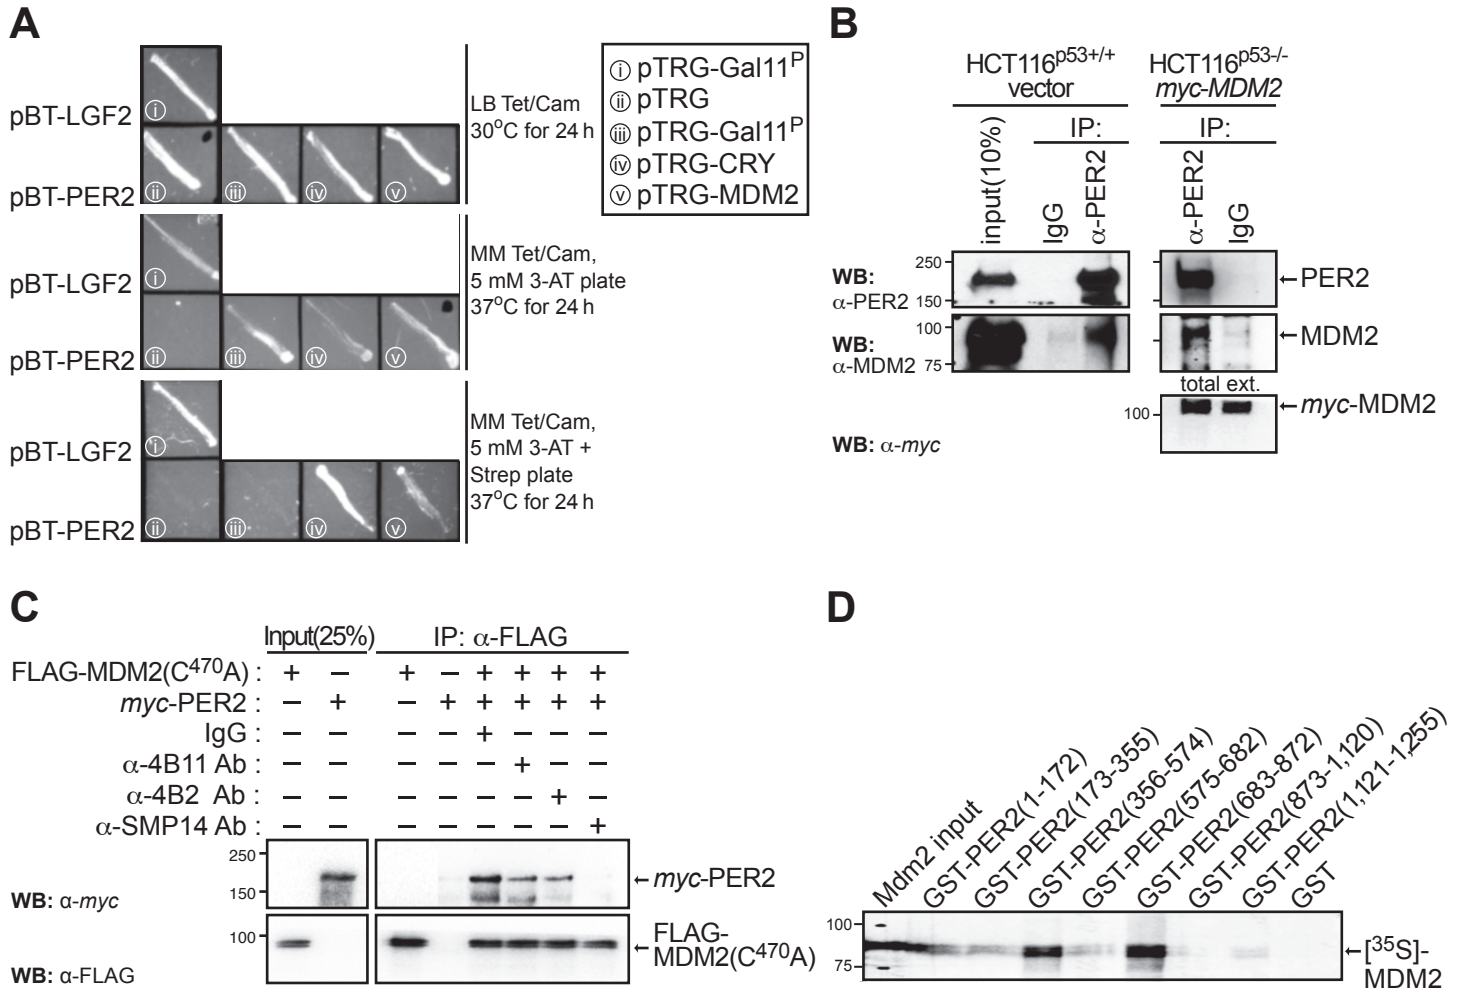 A
pBT-LGF2
pBT-PER2
i
ii
iii
iv
v
LB Tet/Cam
30°C for 24 h
pBT-LGF2
pBT-PER2
i
ii
iii
iv
v
MM Tet/Cam,
5 mM 3-AT plate
37°C for 24 h
pBT-LGF2
pBT-PER2
i
ii
iii
iv
v
MM Tet/Cam,
5 mM 3-AT +
Strep plate
37°C for 24 h
i pTRG-Gal11P
ii pTRG
iii pTRG-Gal11P
iv pTRG-CRY
v pTRG-MDM2
B
HCT116p53+/+
vector
HCT116p53-/-
myc-MDM2
IP:
IP:
input(10%)
IgG
α-PER2
α-PER2
IgG
WB:
α-PER2
250
150
PER2
WB:
α-MDM2
100
75
MDM2
total ext.
100
myc-MDM2
WB: α-myc
C
Input(25%)
IP: α-FLAG
FLAG-MDM2(C470A) : + – + – + + + +
myc-PER2 : – + – + + + + +
IgG : – – – – + – – –
α-4B11 Ab : – – – – – + – –
α-4B2 Ab : – – – – – – + –
α-SMP14 Ab : – – – – – – – +
250
150
WB: α-myc
myc-PER2
100
WB: α-FLAG
FLAG-
MDM2(C470A)
D
Mdm2 input
GST-PER2(1-172)
GST-PER2(173-355)
GST-PER2(356-574)
GST-PER2(575-682)
GST-PER2(683-872)
GST-PER2(873-1,120)
GST-PER2(1,121-1,255)
GST
100
75
[35S]-
MDM2